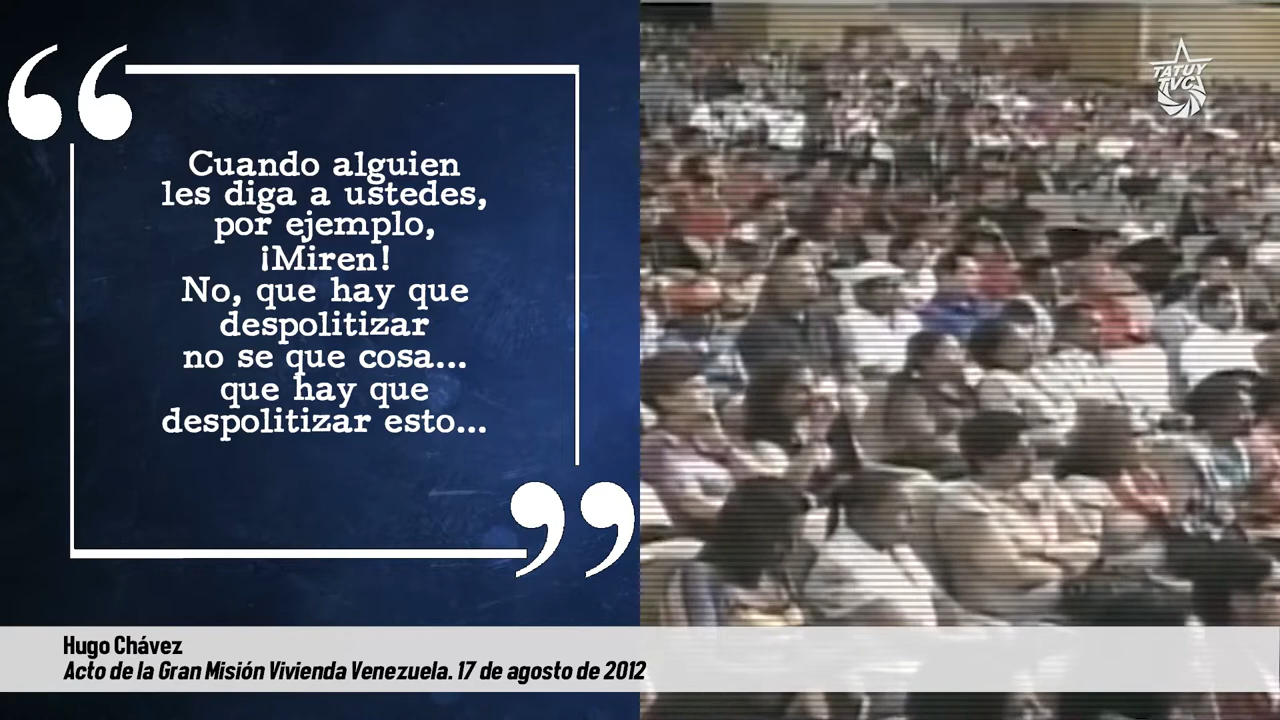 Cuando alguien
les diga a ustedes,
por ejemplo,
¡Miren!
No, que hay que
despolitizar
no se que cosa...
que hay que
despolitizar esto...
TATUY
TVC
Hugo Chávez
Acto de la Gran Misión Vivienda Venezuela. 17 de agosto de 2012